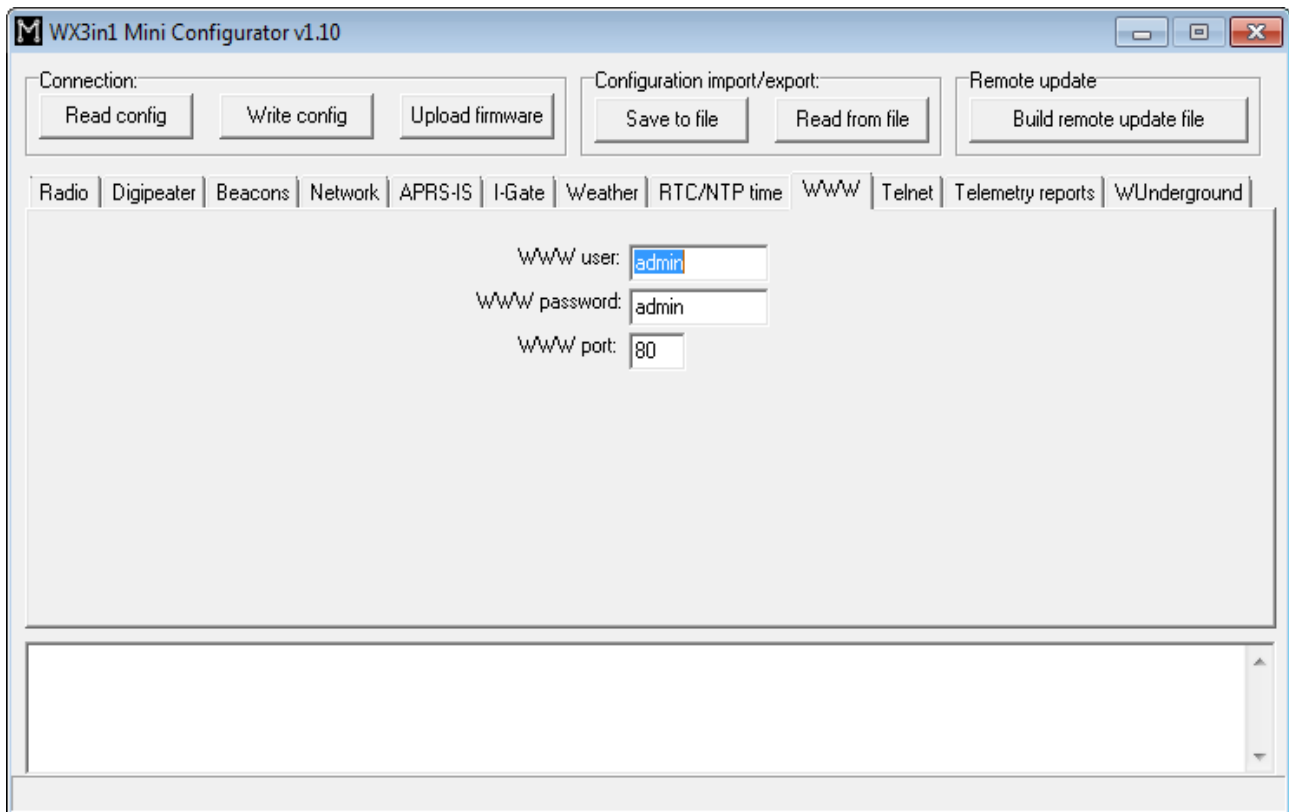 WX3in1 Mini Configurator v1.10
Connection: Configuration import/export: Remote update
Read config Write config Upload firmware Save to file Read from file Build remote update file
Radio Digipeater Beacons Network APRS-IS I-Gate Weather RTC/NTP time WWW Telnet Telemetry reports WUnderground
WWW user: admin
WWW password: admin
WWW port: 80